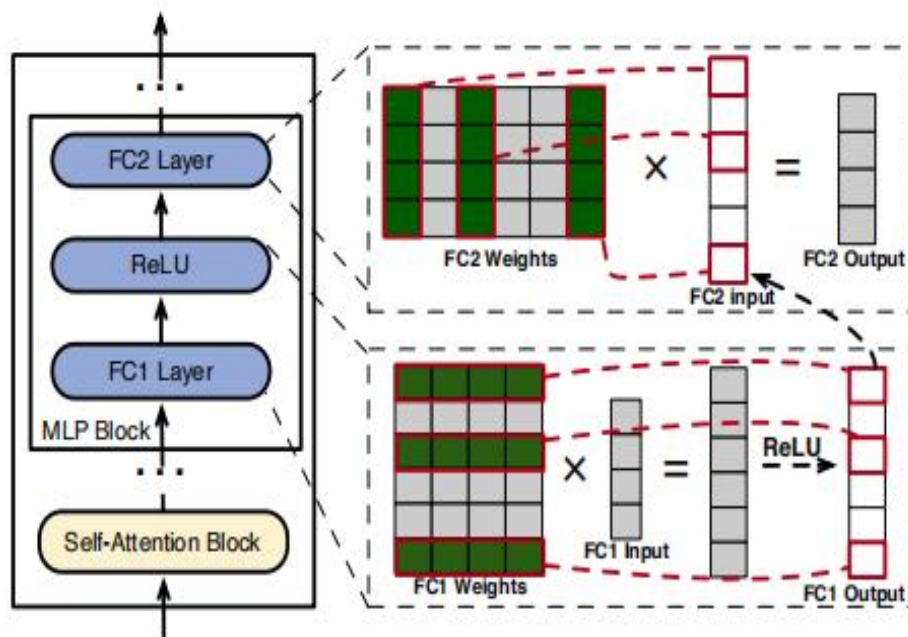 ...
FC2 Layer
ReLU
FC1 Layer
MLP Block
...
Self-Attention Block
×
=
FC2 Weights
FC2 input
FC2 Output
×
=
ReLU
FC1 Input
FC1 Weights
FC1 Output